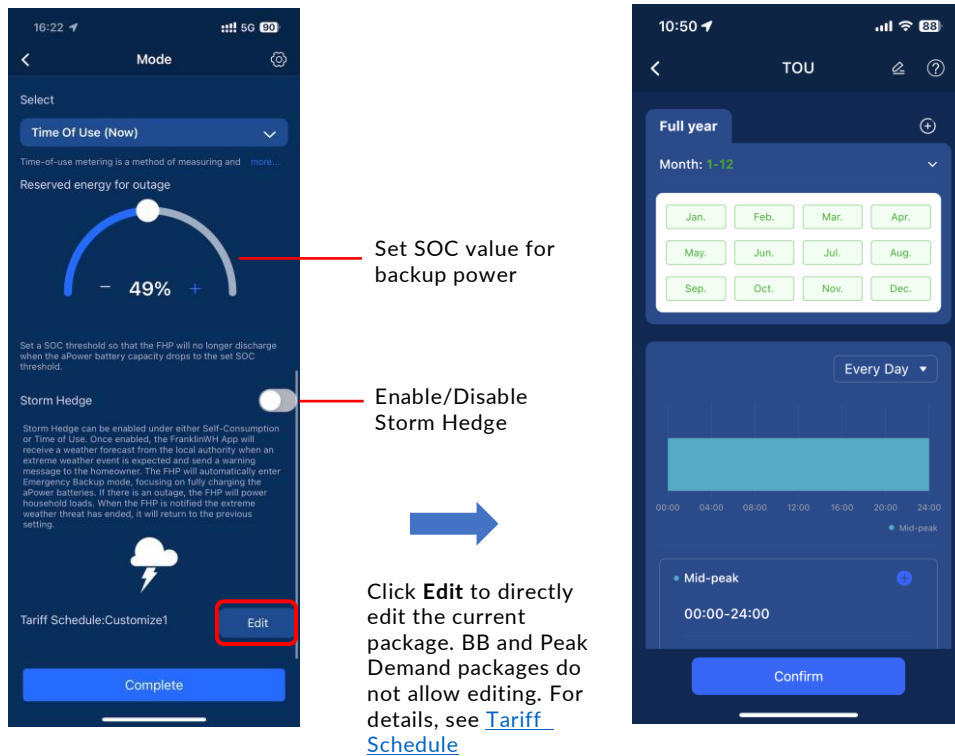 16:22
5G 90
Mode
Select
Time Of Use (Now)
Time-of-use metering is a method of measuring and more...
Reserved energy for outage
− 49% +
Set a SOC threshold so that the FHP will no longer discharge
when the aPower battery capacity drops to the set SOC
threshold.
Storm Hedge
Storm Hedge can be enabled under either Self-Consumption
or Time of Use. Once enabled, the FranklinWH App will
receive a weather forecast from the local authority when an
extreme weather event is expected and send a warning
message to the homeowner. The FHP will automatically enter
Emergency Backup mode, focusing on fully charging the
aPower batteries. If there is an outage, the FHP will power
household loads. When the FHP is notified the extreme
weather threat has ended, it will return to the previous
setting.
Tariff Schedule:Customize1
Edit
Complete
Set SOC value for
backup power
Enable/Disable
Storm Hedge
Click Edit to directly
edit the current
package. BB and Peak
Demand packages do
not allow editing. For
details, see Tariff
Schedule
10:50
88
TOU
Full year
Month: 1-12
Jan. Feb. Mar. Apr.
May. Jun. Jul. Aug.
Sep. Oct. Nov. Dec.
Every Day
00:00 04:00 08:00 12:00 16:00 20:00 24:00
Mid-peak
Mid-peak
00:00-24:00
Confirm